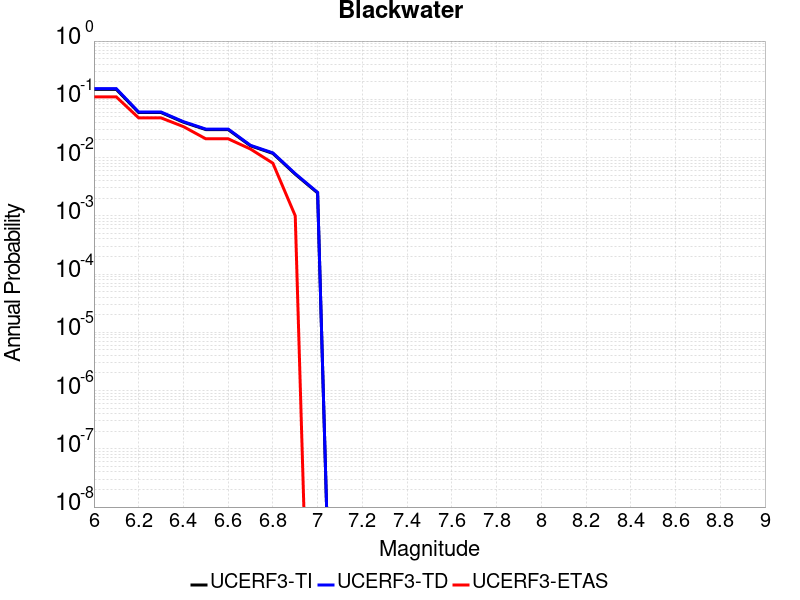 Blackwater
10^0
10^-1
10^-2
10^-3
10^-4
10^-5
10^-6
10^-7
10^-8
Annual Probability
6 6.2 6.4 6.6 6.8 7 7.2 7.4 7.6 7.8 8 8.2 8.4 8.6 8.8 9
Magnitude
UCERF3-TI UCERF3-TD UCERF3-ETAS